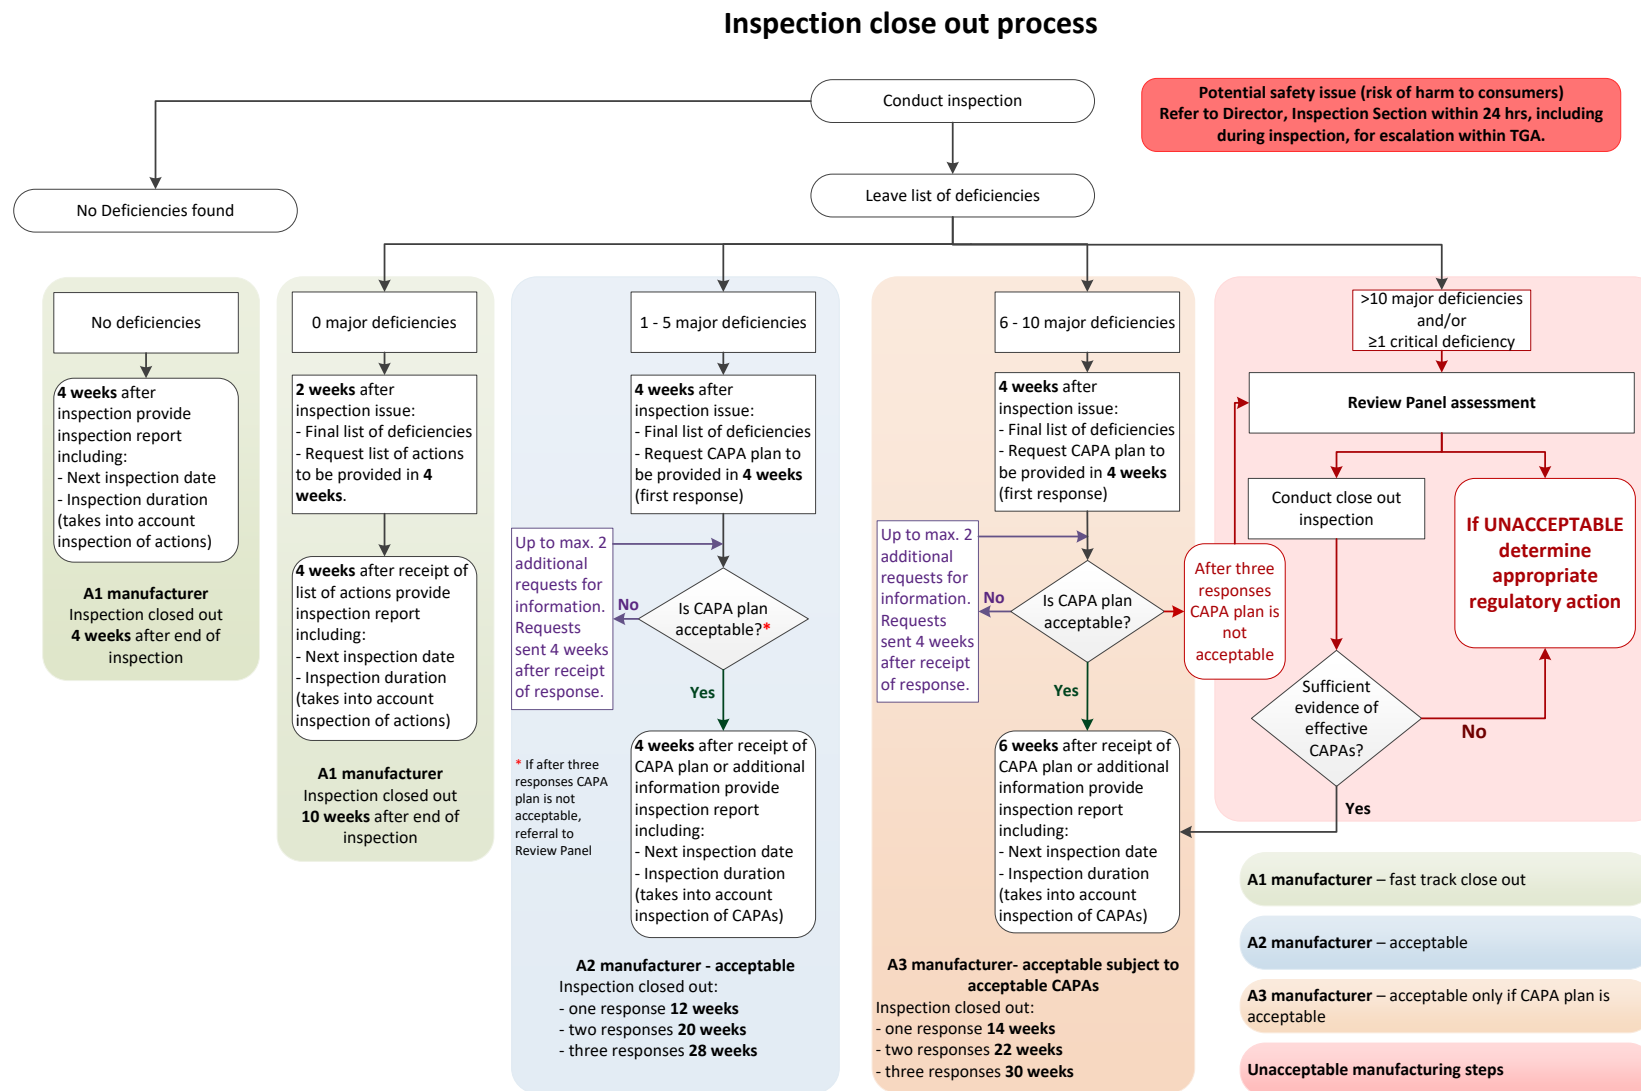 Inspection close out process
Conduct inspection
Potential safety issue (risk of harm to consumers)
Refer to Director, Inspection Section within 24 hrs, including
during inspection, for escalation within TGA.
No Deficiencies found
Leave list of deficiencies
No deficiencies
4 weeks after
inspection provide
inspection report
including:
- Next inspection date
- Inspection duration
(takes into account
inspection of actions)
A1 manufacturer
Inspection closed out
4 weeks after end of
inspection
0 major deficiencies
2 weeks after
inspection issue:
- Final list of deficiencies
- Request list of actions
to be provided in 4
weeks.
4 weeks after receipt of
list of actions provide
inspection report
including:
- Next inspection date
- Inspection duration
(takes into account
inspection of actions)
A1 manufacturer
Inspection closed out
10 weeks after end of
inspection
1 - 5 major deficiencies
4 weeks after
inspection issue:
- Final list of deficiencies
- Request CAPA plan to
be provided in 4 weeks
(first response)
Up to max. 2
additional
requests for
information.
Requests
sent 4 weeks
after receipt
of response.
No
Is CAPA plan
acceptable?*
Yes
* If after three
responses CAPA
plan is not
acceptable,
referral to
Review Panel
4 weeks after receipt of
CAPA plan or additional
information provide
inspection report
including:
- Next inspection date
- Inspection duration
(takes into account
inspection of CAPAs)
A2 manufacturer - acceptable
Inspection closed out:
- one response 12 weeks
- two responses 20 weeks
- three responses 28 weeks
6 - 10 major deficiencies
4 weeks after
inspection issue:
- Final list of deficiencies
- Request CAPA plan to
be provided in 4 weeks
(first response)
Up to max. 2
additional
requests for
information.
Requests
sent 4 weeks
after receipt
of response.
No
Is CAPA plan
acceptable?
Yes
After three
responses
CAPA plan is
not
acceptable
6 weeks after receipt of
CAPA plan or additional
information provide
inspection report
including:
- Next inspection date
- Inspection duration
(takes into account
inspection of CAPAs)
A3 manufacturer- acceptable subject to
acceptable CAPAs
Inspection closed out:
- one response 14 weeks
- two responses 22 weeks
- three responses 30 weeks
>10 major deficiencies
and/or
≥1 critical deficiency
Review Panel assessment
Conduct close out
inspection
If UNACCEPTABLE
determine
appropriate
regulatory action
Sufficient
evidence of
effective
CAPAs?
No
Yes
A1 manufacturer – fast track close out
A2 manufacturer – acceptable
A3 manufacturer – acceptable only if CAPA plan is
acceptable
Unacceptable manufacturing steps